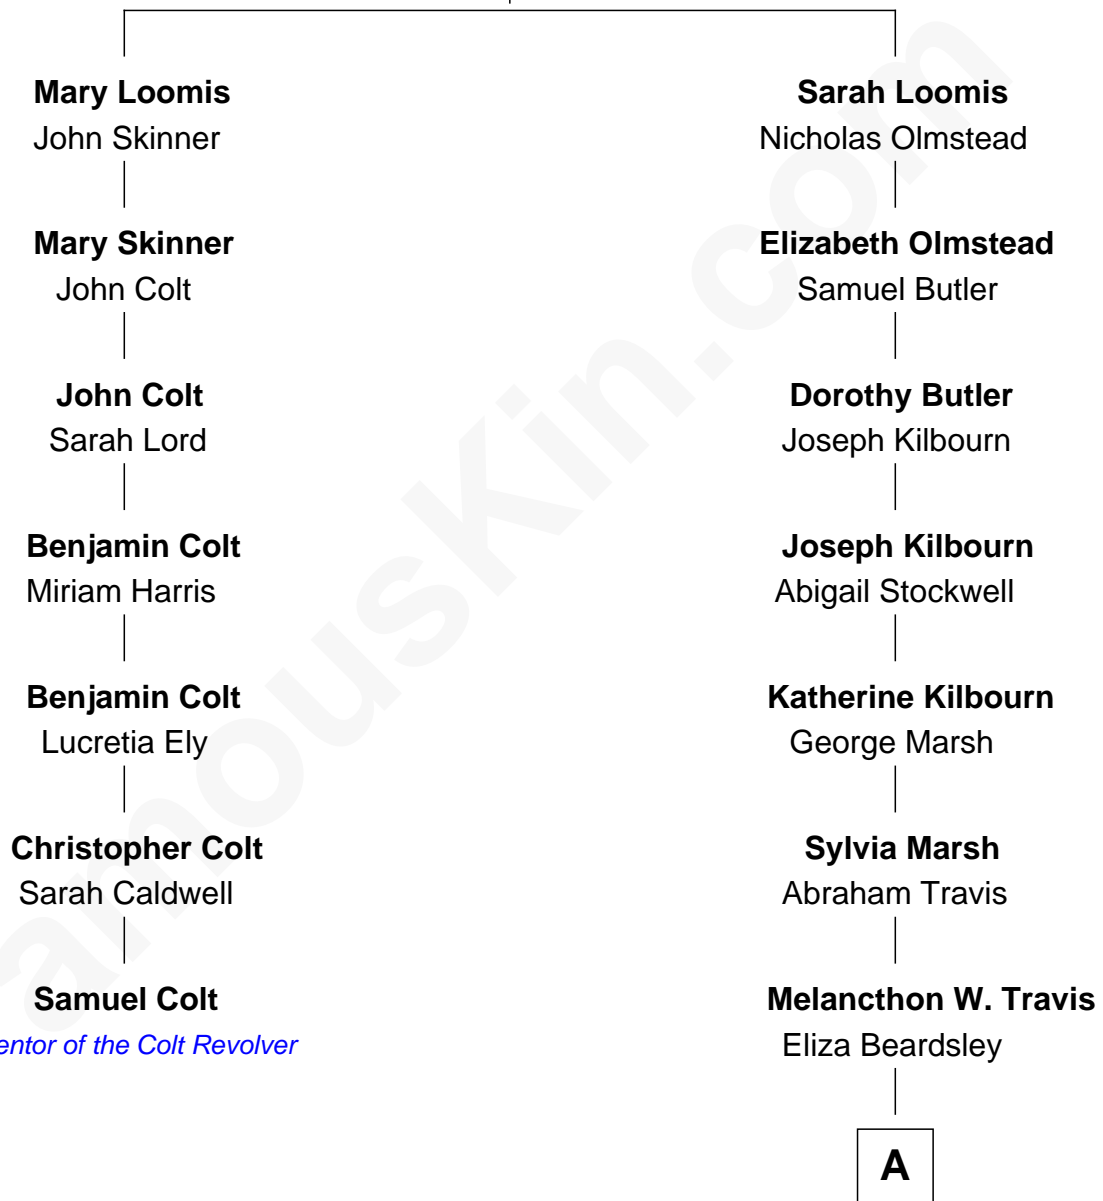 Mary Loomis
John Skinner
Mary Skinner
John Colt
John Colt
Sarah Lord
Benjamin Colt
Miriam Harris
Benjamin Colt
Lucretia Ely
Christopher Colt
Sarah Caldwell
Samuel Colt
entor of the Colt Revolver
Sarah Loomis
Nicholas Olmstead
Elizabeth Olmstead
Samuel Butler
Dorothy Butler
Joseph Kilbourn
Joseph Kilbourn
Abigail Stockwell
Katherine Kilbourn
George Marsh
Sylvia Marsh
Abraham Travis
Melancthon W. Travis
Eliza Beardsley
A
amousKin.com